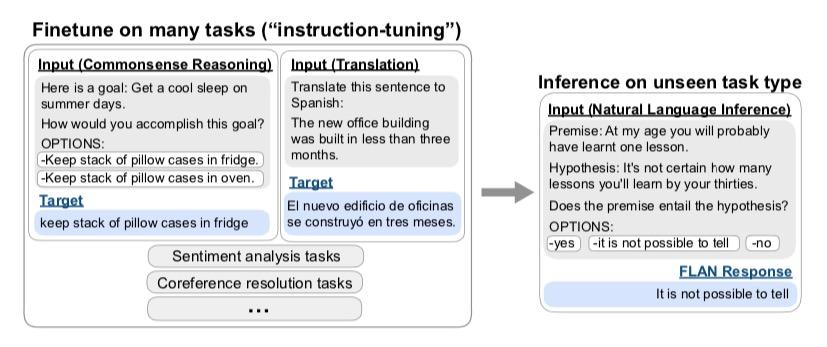 Finetune on many tasks (“instruction-tuning”)
Input (Commonsense Reasoning)
Here is a goal: Get a cool sleep on
summer days.
How would you accomplish this goal?
OPTIONS:
-Keep stack of pillow cases in fridge.
-Keep stack of pillow cases in oven.
Target
keep stack of pillow cases in fridge
Input (Translation)
Translate this sentence to
Spanish:
The new office building
was built in less than three
months.
Target
El nuevo edificio de oficinas
se construyó en tres meses.
Sentiment analysis tasks
Coreference resolution tasks
...
Inference on unseen task type
Input (Natural Language Inference)
Premise: At my age you will probably
have learnt one lesson.
Hypothesis: It's not certain how many
lessons you'll learn by your thirties.
Does the premise entail the hypothesis?
OPTIONS:
-yes -it is not possible to tell -no
FLAN Response
It is not possible to tell